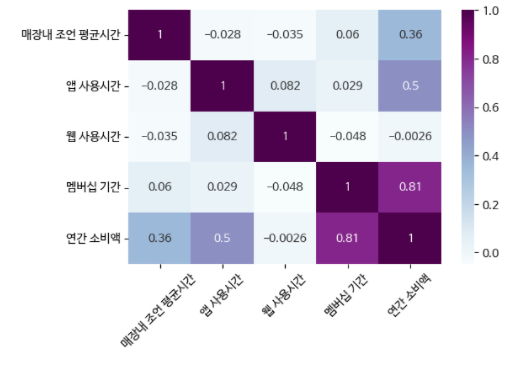 매장내 조언 평균시간 1 −0.028 −0.035 0.06 0.36 1.0
앱 사용시간 −0.028 1 0.082 0.029 0.5 0.8
웹 사용시간 −0.035 0.082 1 −0.048 −0.0026 0.6
0.4
멤버십 기간 0.06 0.029 −0.048 1 0.81 0.2
연간 소비액 0.36 0.5 −0.0026 0.81 1 0.0
매장내 조언 평균시간 앱 사용시간 웹 사용시간 멤버십 기간 연간 소비액